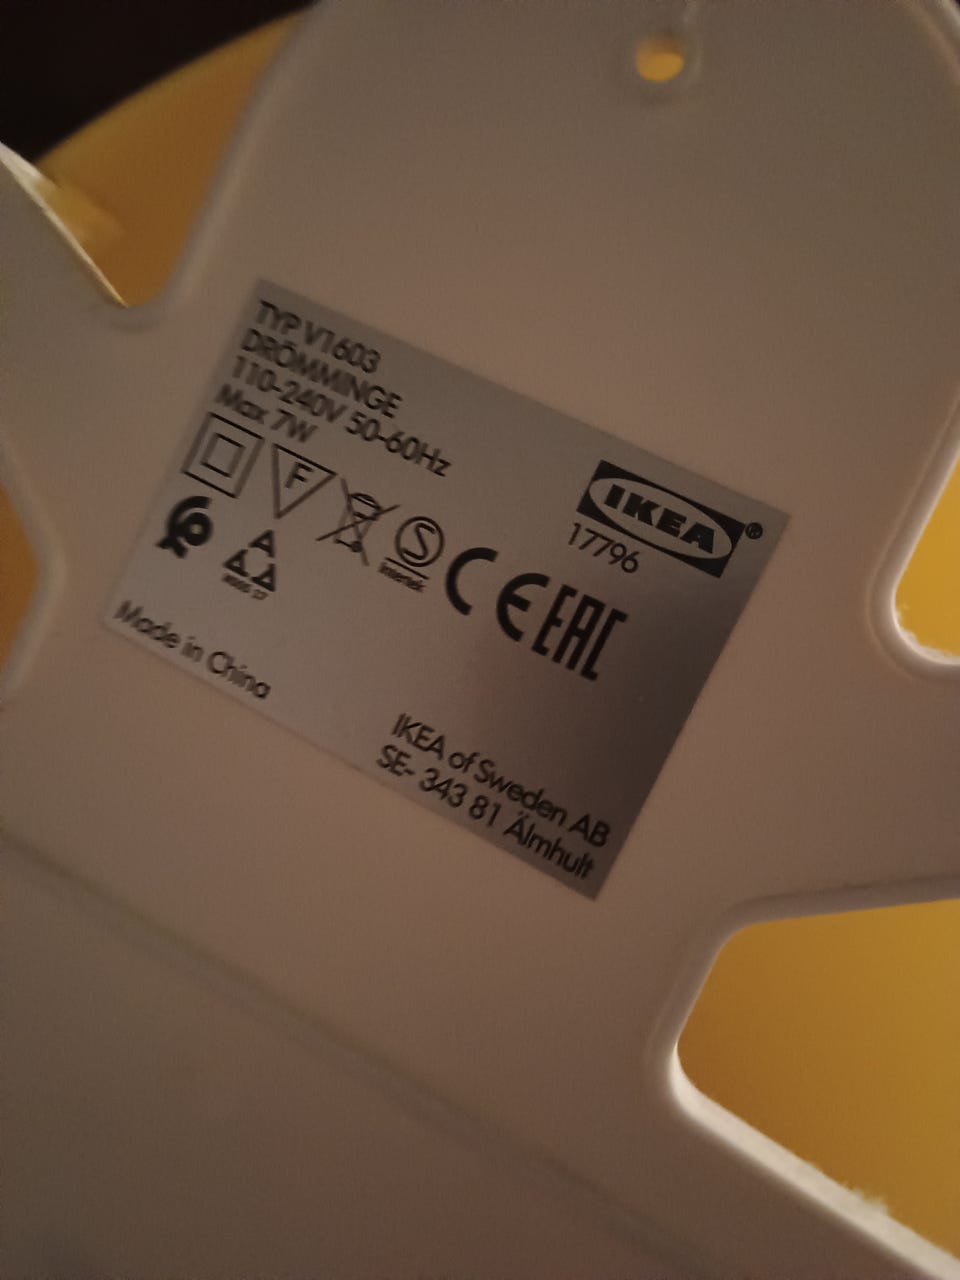 TYP V1603
DRÖMMINGE
110-240V 50-60Hz
Max 7W
F
S
Intertek
CE
EAC
IKEA®
17796
Made in China
IKEA of Sweden AB
SE- 343 81 Älmhult